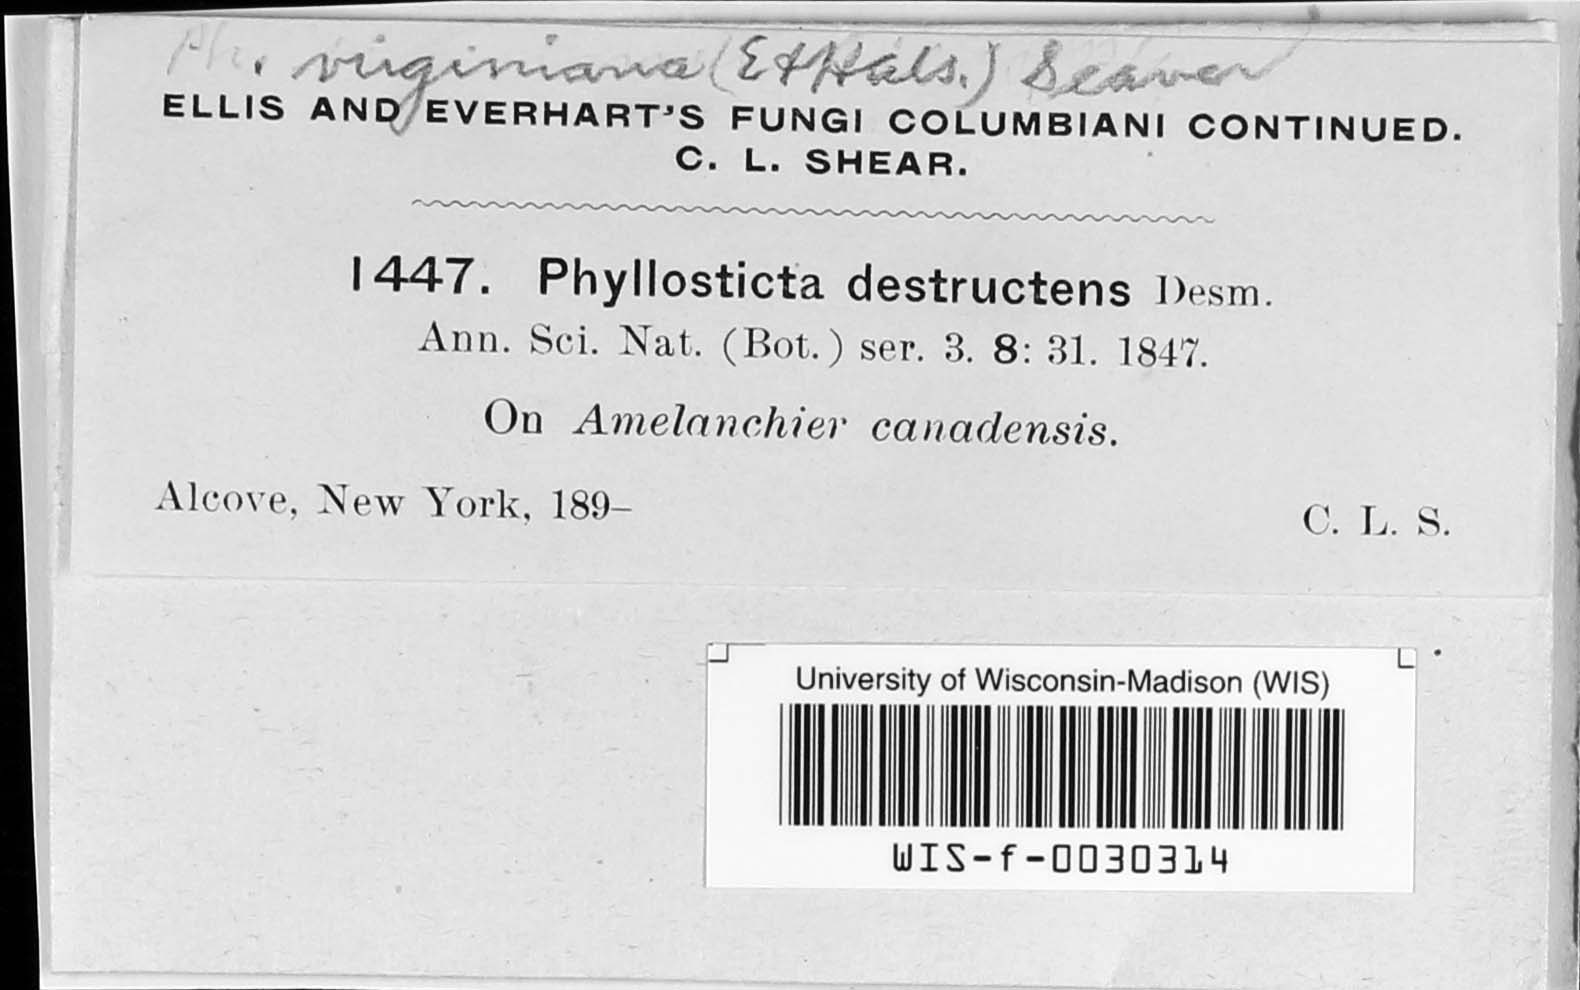 Ph. virginiana (E & Hals.) Seaver
ELLIS AND EVERHART'S FUNGI COLUMBIANI CONTINUED.
C. L. SHEAR.
1447. Phyllosticta destructens Desm.
Ann. Sci. Nat. (Bot.) ser. 3. 8: 31. 1847.
On Amelanchier canadensis.
Alcove, New York, 189– C. L. S.
University of Wisconsin-Madison (WIS)
WIS-f-0030314